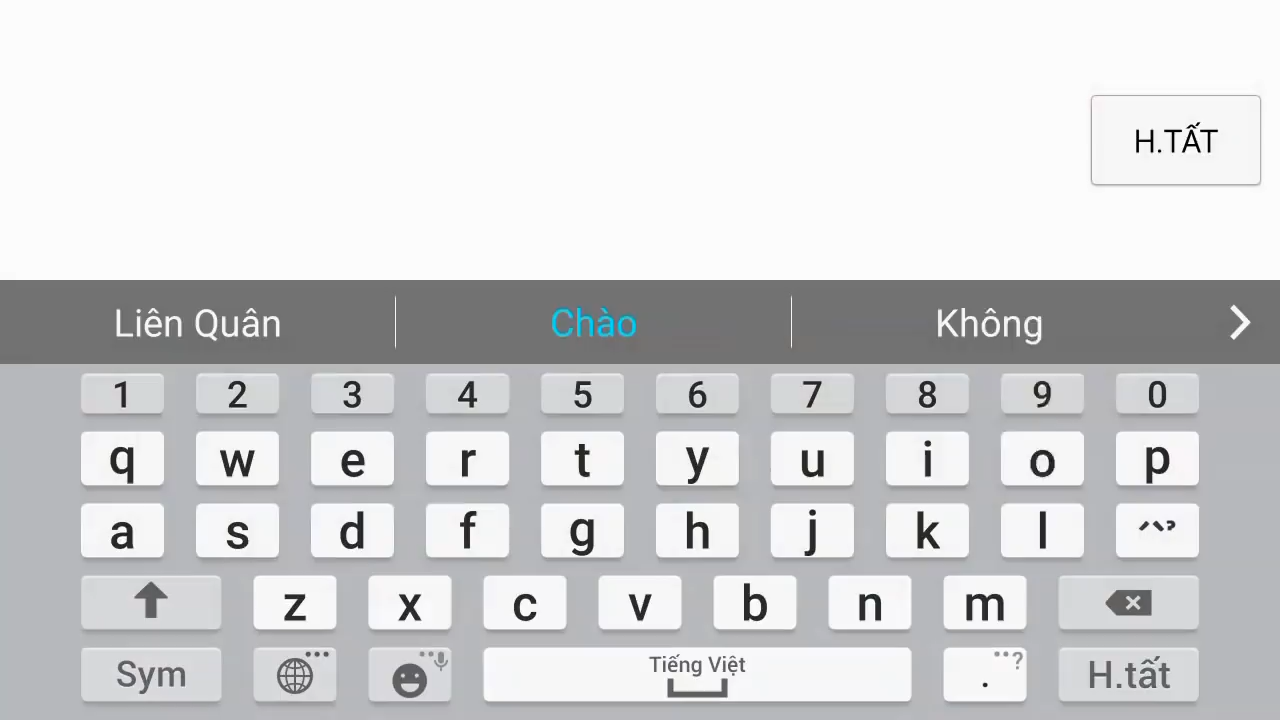 H.TẤT
Liên Quân Chào Không
1 2 3 4 5 6 7 8 9 0
q w e r t y u i o p
a s d f g h j k l ^~?
z x c v b n m
Sym Tiếng Việt . ? H.tất